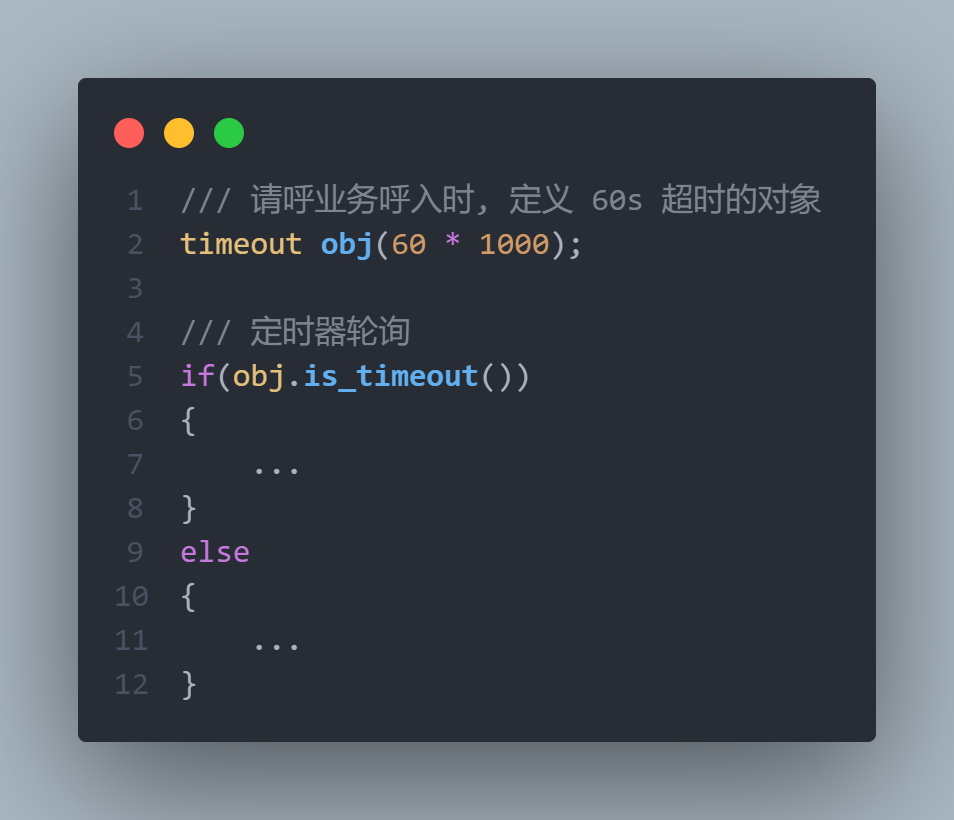 1 /// 请呼业务呼入时, 定义 60s 超时的对象
2 timeout obj(60 * 1000);
3
4 /// 定时器轮询
5 if(obj.is_timeout())
6 {
7     ...
8 }
9 else
10 {
11     ...
12 }